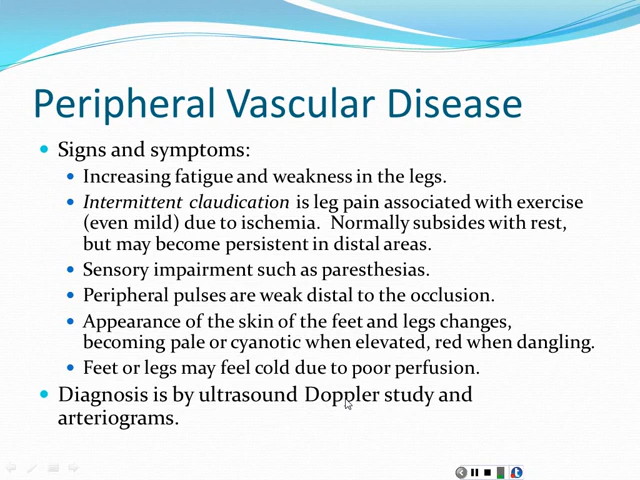 Peripheral Vascular Disease
Signs and symptoms:
Increasing fatigue and weakness in the legs.
Intermittent claudication is leg pain associated with exercise
(even mild) due to ischemia. Normally subsides with rest,
but may become persistent in distal areas.
Sensory impairment such as paresthesias.
Peripheral pulses are weak distal to the occlusion.
Appearance of the skin of the feet and legs changes,
becoming pale or cyanotic when elevated, red when dangling.
Feet or legs may feel cold due to poor perfusion.
Diagnosis is by ultrasound Doppler study and
arteriograms.